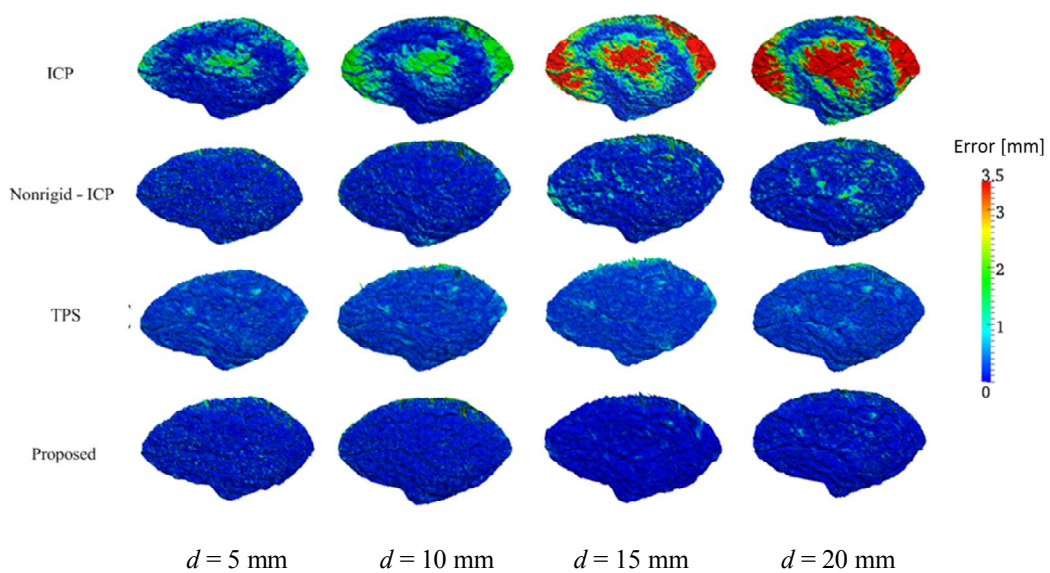 ICP
Error [mm]
3.5
3
Nonrigid - ICP
2
TPS
1
0
Proposed
d = 5 mm
d = 10 mm
d = 15 mm
d = 20 mm